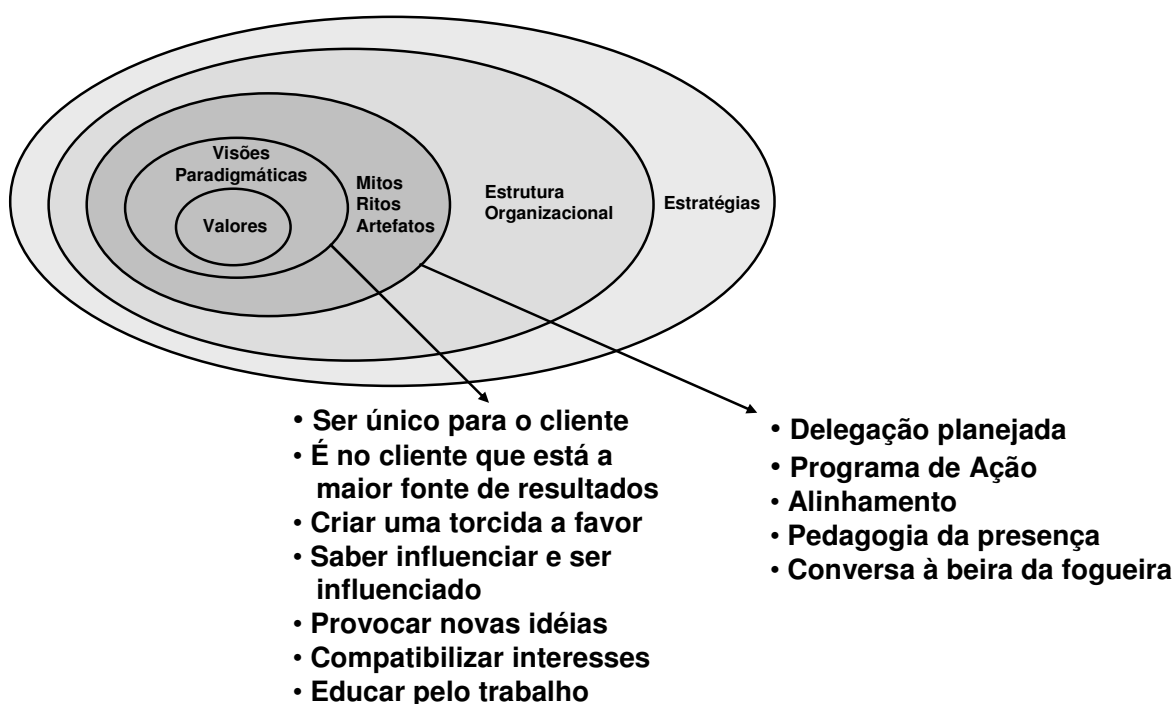 Visões
Paradigmáticas
Valores
Mitos
Ritos
Artefatos
Estrutura
Organizacional
Estratégias
• Ser único para o cliente
• É no cliente que está a
maior fonte de resultados
• Criar uma torcida a favor
• Saber influenciar e ser
influenciado
• Provocar novas idéias
• Compatibilizar interesses
• Educar pelo trabalho
• Delegação planejada
• Programa de Ação
• Alinhamento
• Pedagogia da presença
• Conversa à beira da fogueira